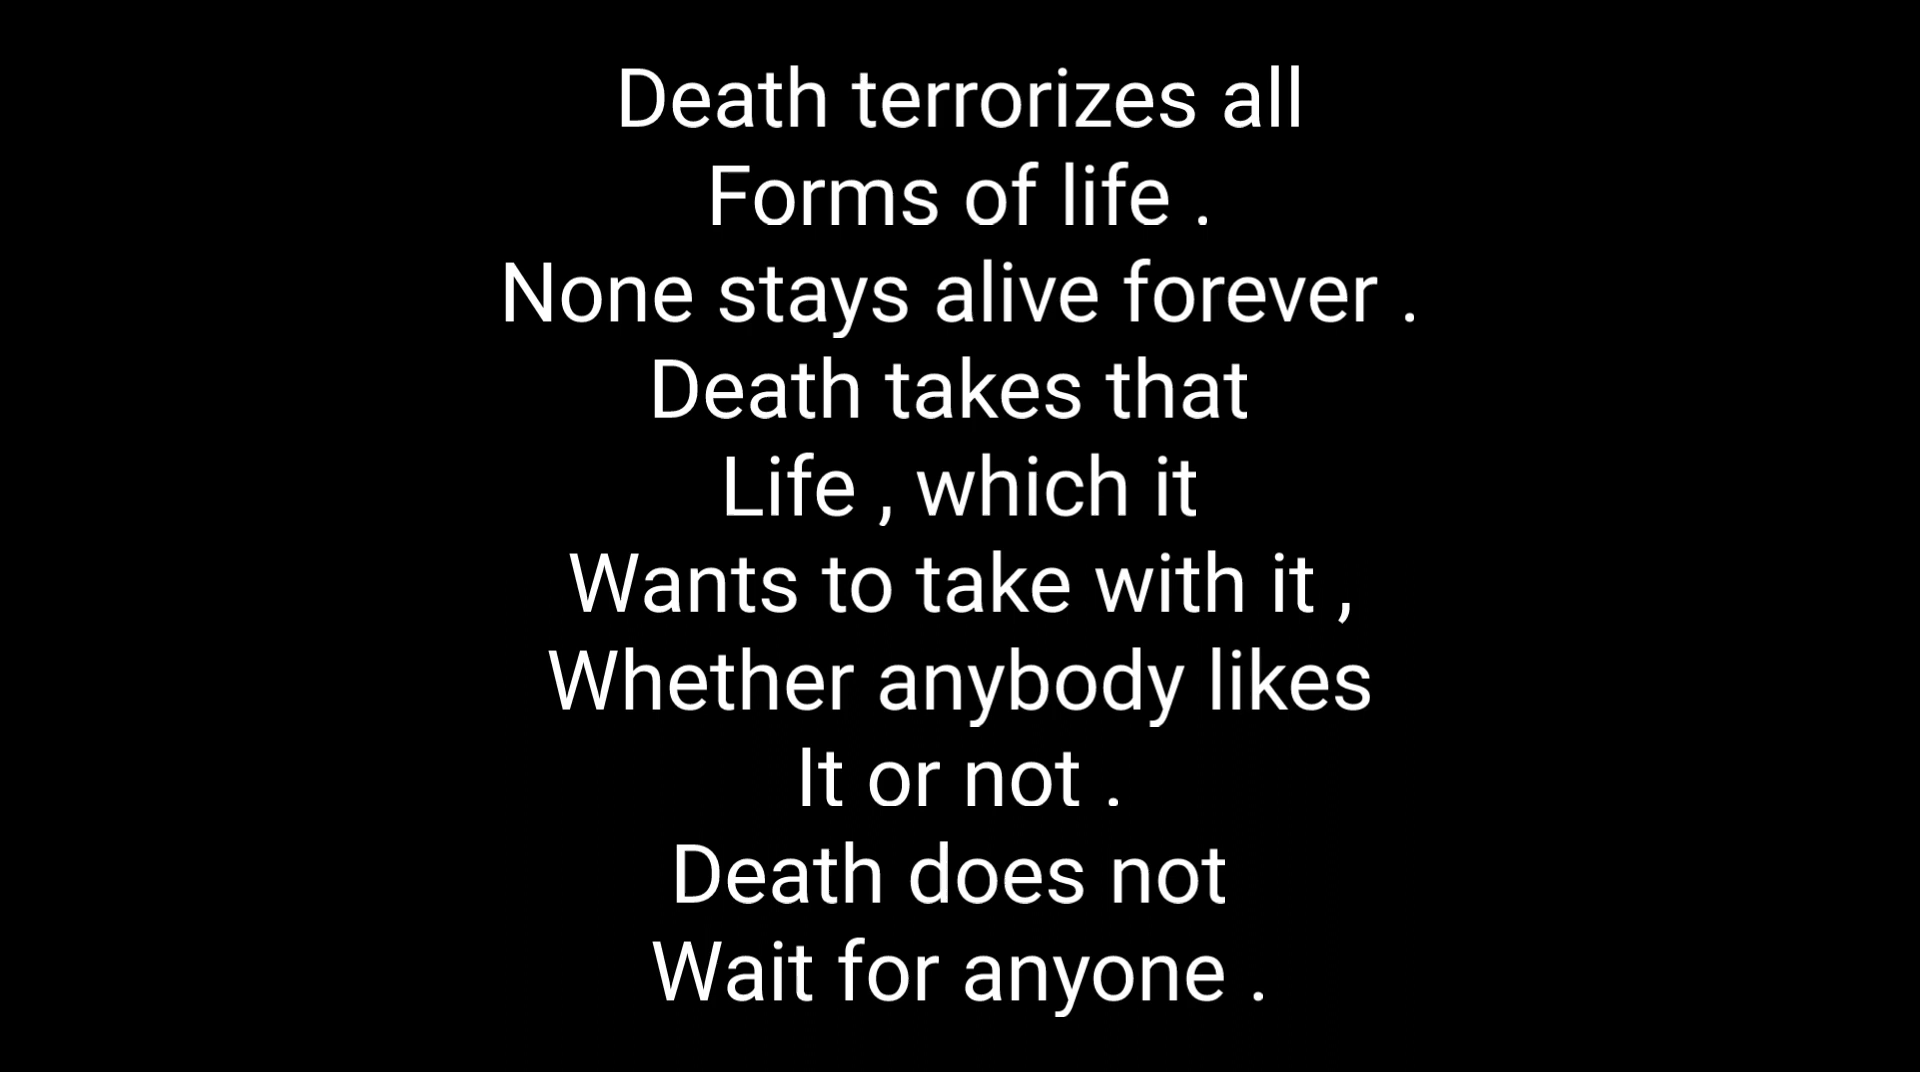 Death terrorizes all
Forms of life .
None stays alive forever .
Death takes that
Life , which it
Wants to take with it ,
Whether anybody likes
It or not .
Death does not
Wait for anyone .